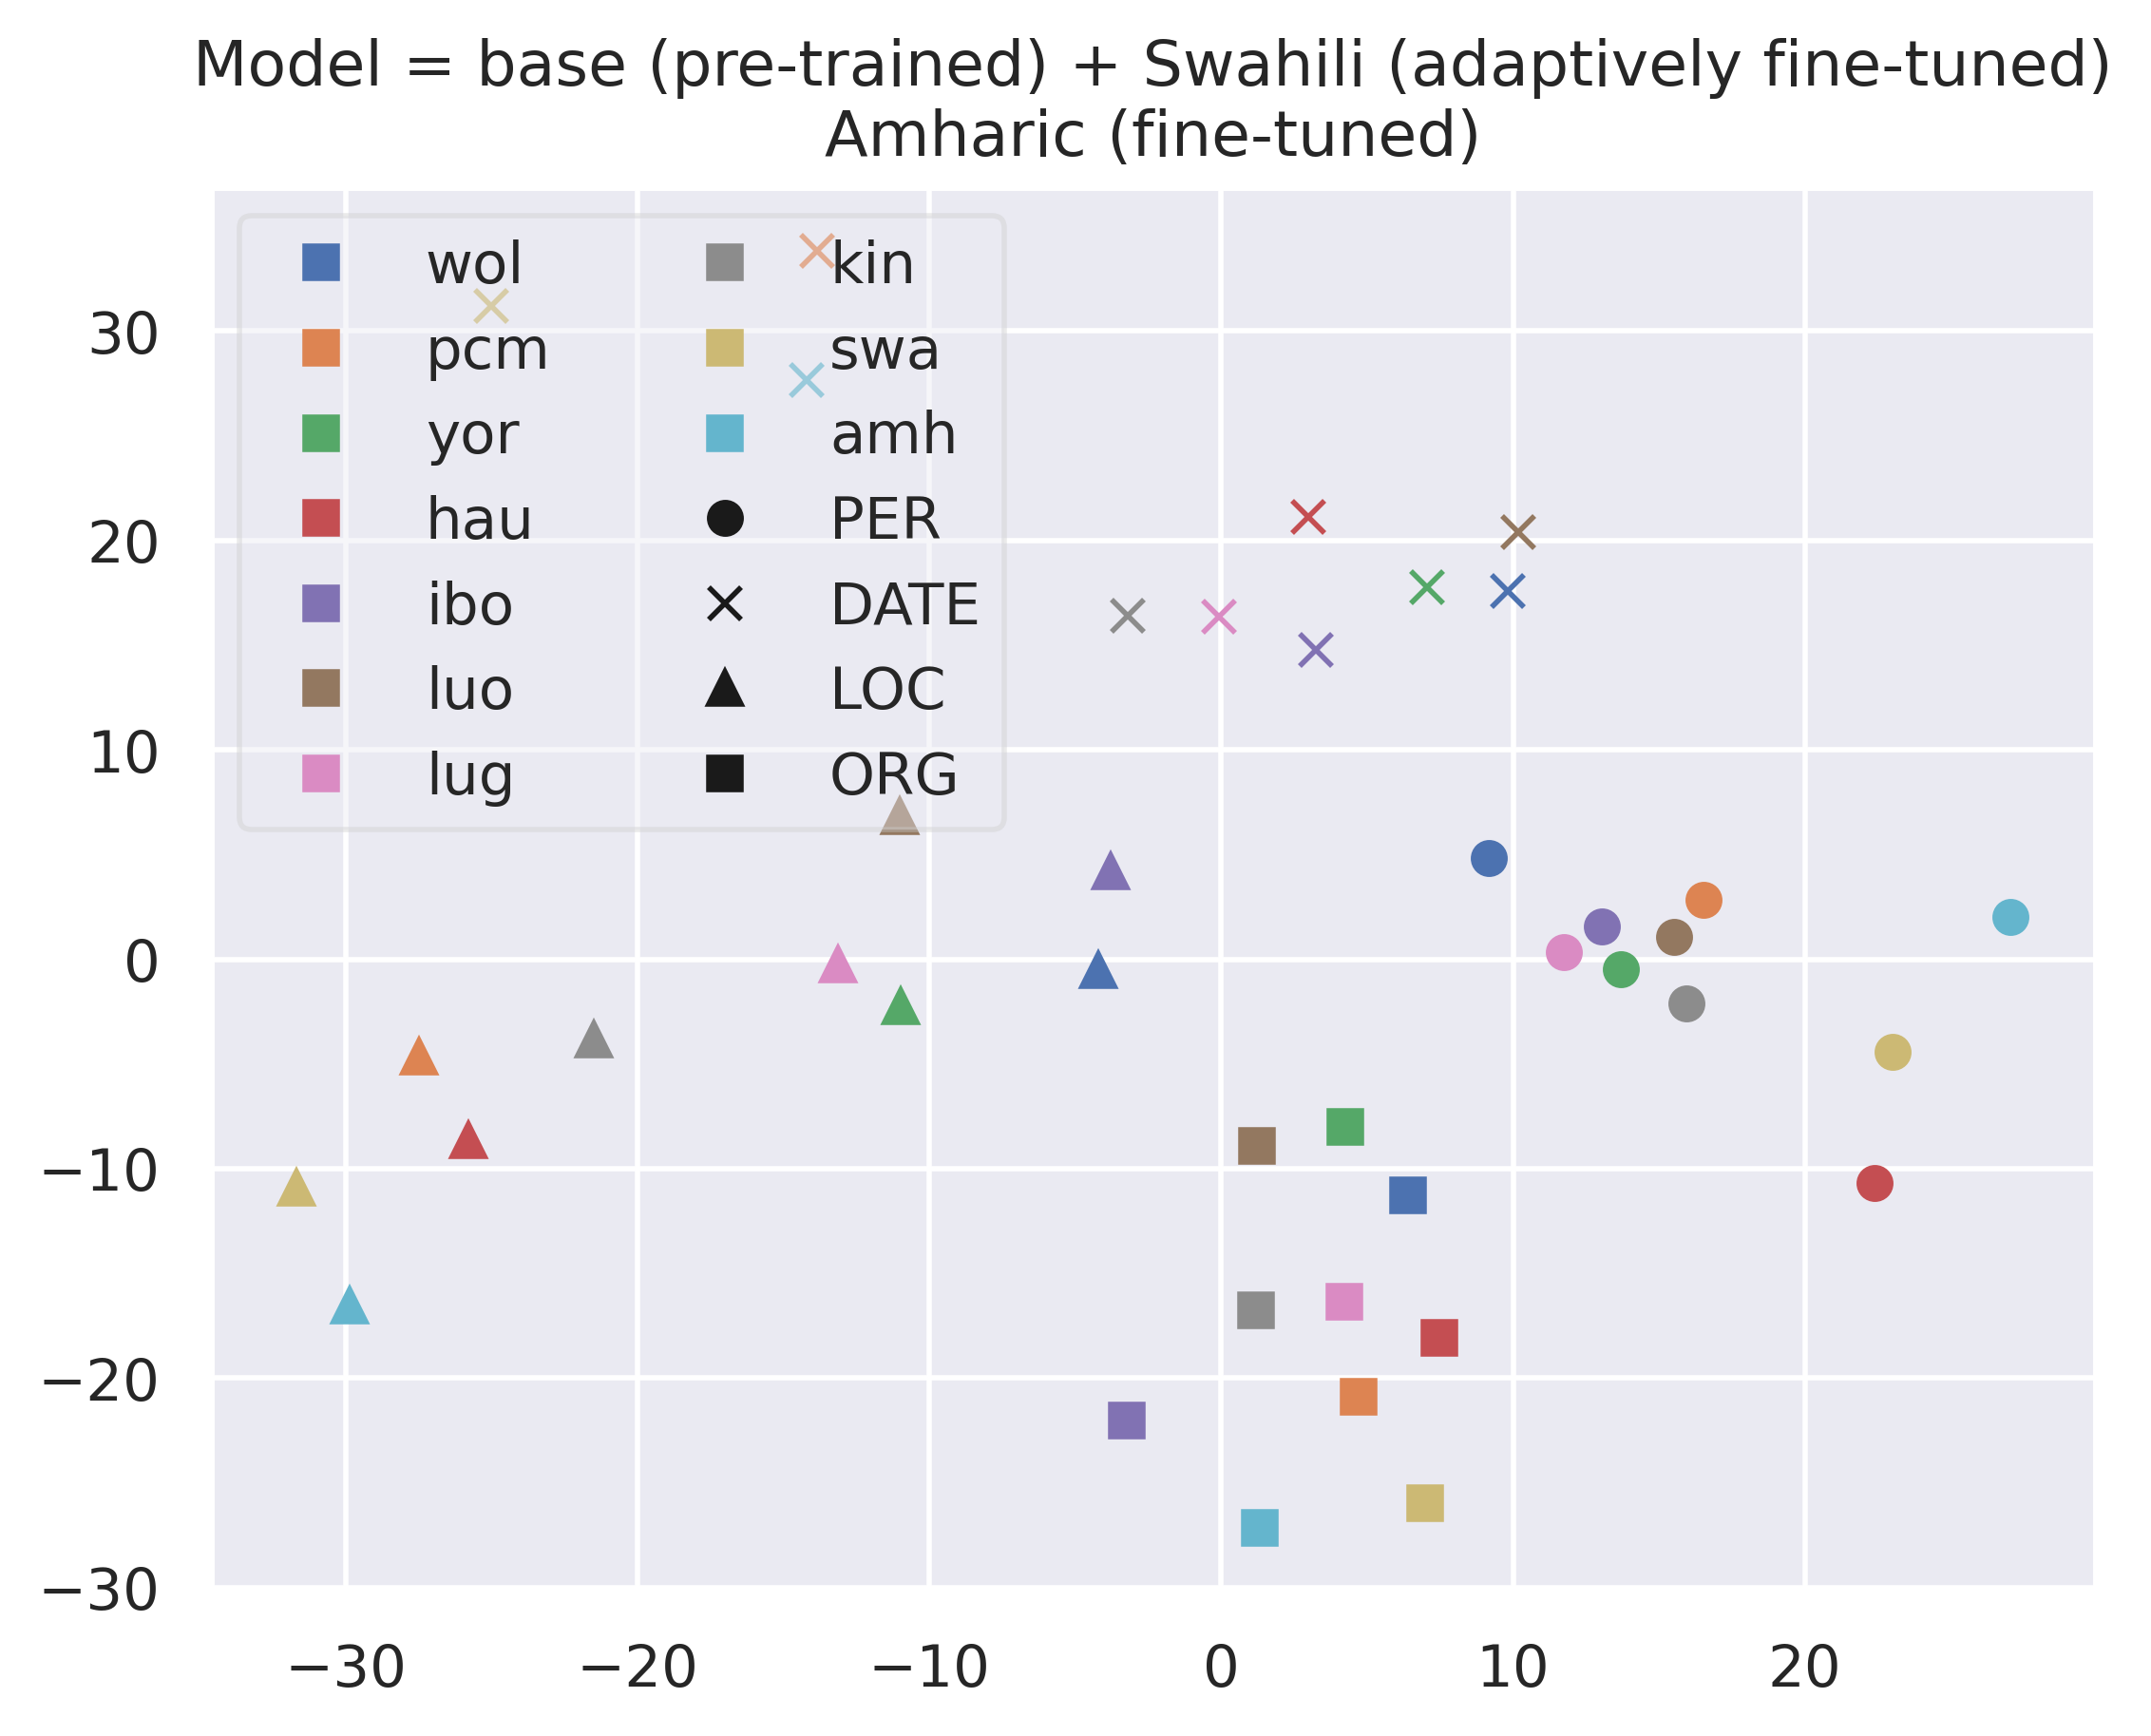 Model = base (pre-trained) + Swahili (adaptively fine-tuned)
Amharic (fine-tuned)
wol kin
pcm swa
yor amh
hau PER
ibo DATE
luo LOC
lug ORG
30
20
10
0
−10
−20
−30
−30 −20 −10 0 10 20